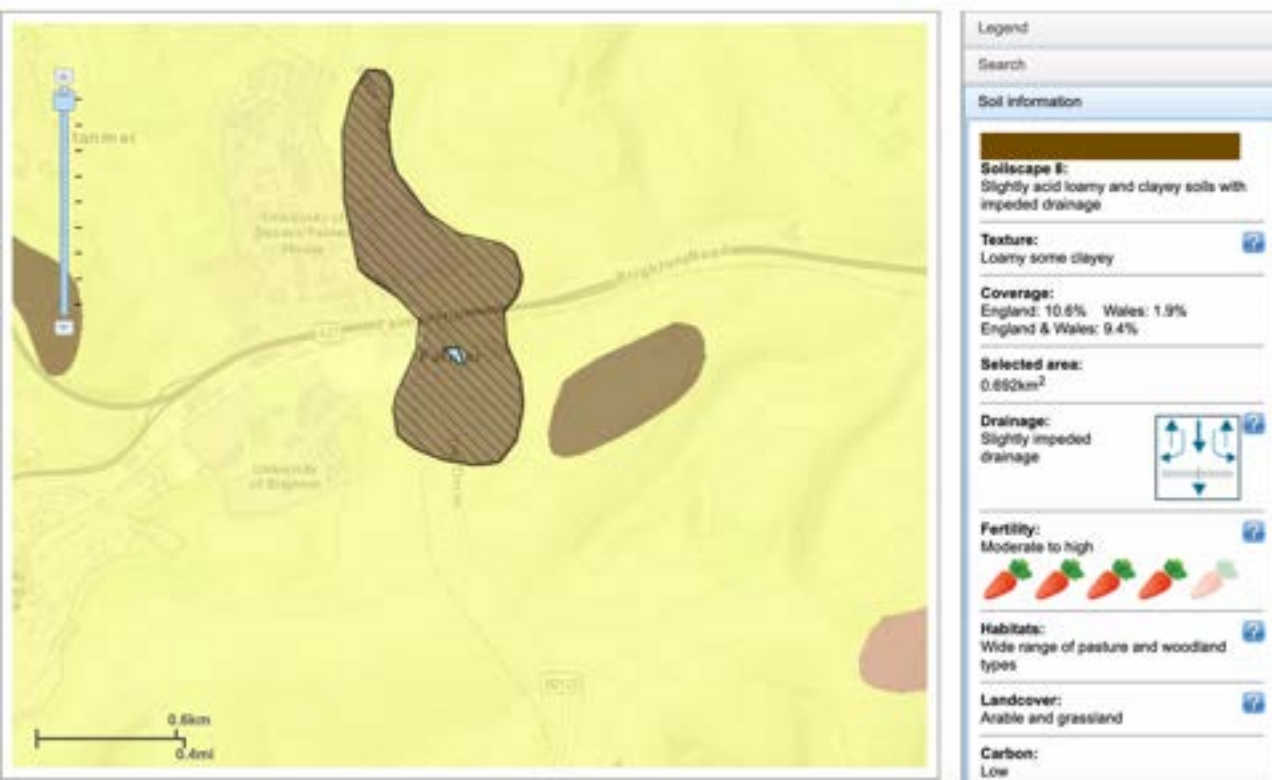 Legend
Search
Soil information
Soilscape 8:
Slightly acid loamy and clayey soils with
impeded drainage
Texture:
Loamy some clayey
Coverage:
England: 10.6% Wales: 1.9%
England & Wales: 9.4%
Selected area:
0.692km²
Drainage:
Slightly impeded
drainage
Fertility:
Moderate to high
Habitats:
Wide range of pasture and woodland
types
Landcover:
Arable and grassland
Carbon:
Low
University of
University
of Brighton
0.6km
0.4mi